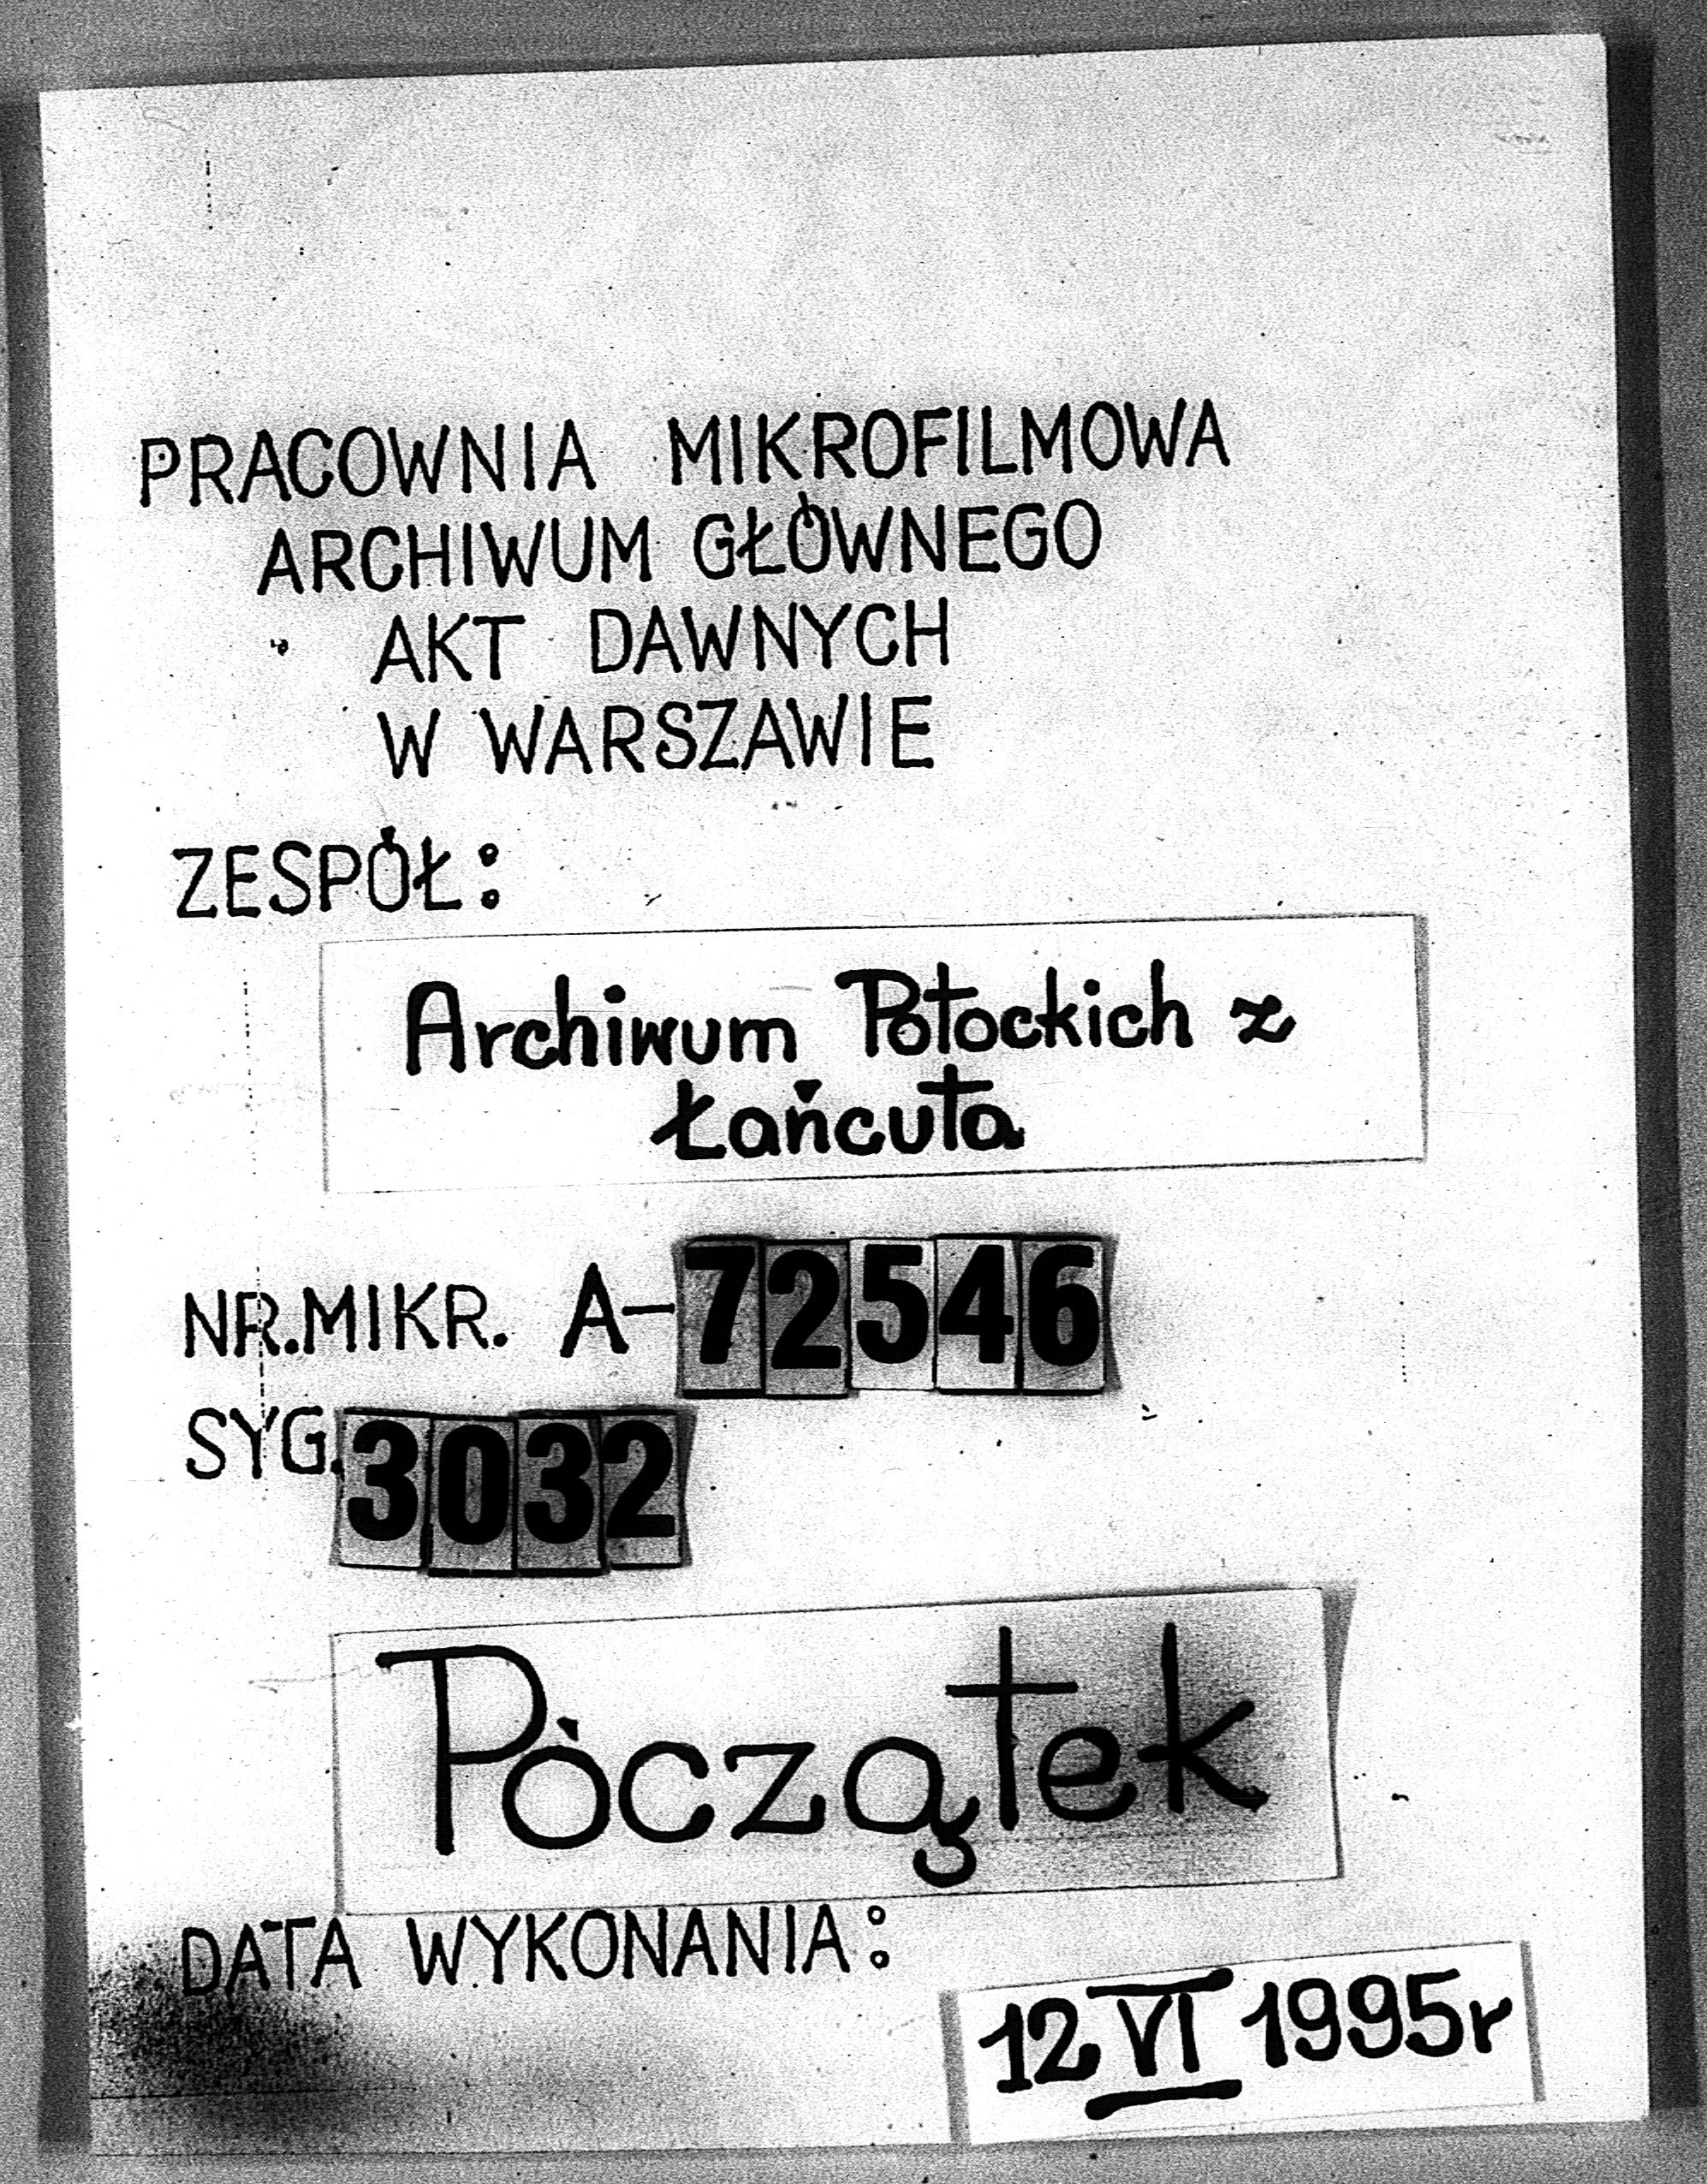 PRACOWNIA MIKROFILMOWA
ARCHIWUM GŁÓWNEGO
AKT DAWNYCH
W WARSZAWIE
ZESPÓŁ:
Archiwum Potockich z
Łańcuta
NR.MIKR. A-72546
SYG.3032
Początek
DATA WYKONANIA:
12 VI 1995r